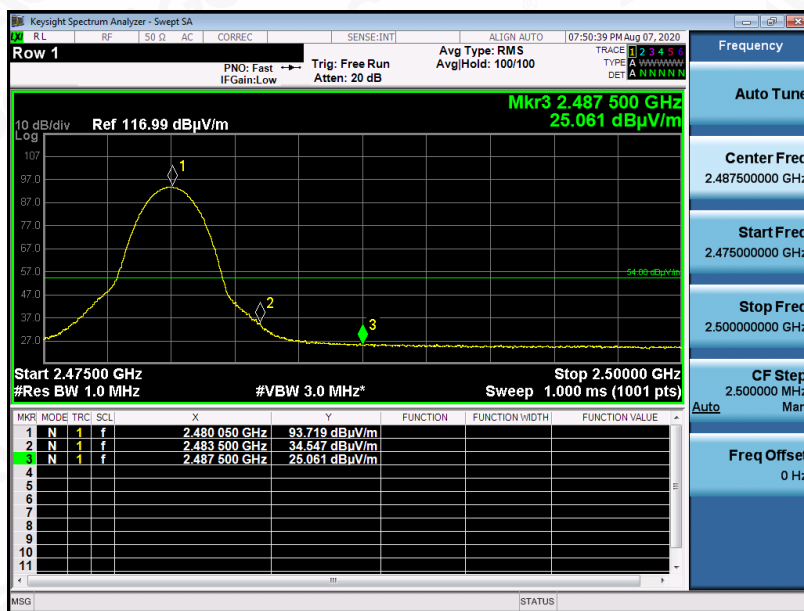 Keysight Spectrum Analyzer - Swept SA
LXI RL RF 50 Ω AC CORREC SENSE:INT ALIGN AUTO 07:50:39 PM Aug 07, 2020
Row 1
PNO: Fast
IFGain:Low
Trig: Free Run
Atten: 20 dB
Avg Type: RMS
Avg|Hold: 100/100
TRACE 1 2 3 4 5 6
TYPE A WWWWW
DET A N N N N N
Mkr3 2.487 500 GHz
25.061 dBµV/m
10 dB/div Ref 116.99 dBµV/m
Log
107
97.0
87.0
77.0
67.0
57.0
47.0
37.0
27.0
1
2
3
54.00 dBµV/m
Start 2.47500 GHz Stop 2.50000 GHz
#Res BW 1.0 MHz #VBW 3.0 MHz* Sweep 1.000 ms (1001 pts)
MKR MODE TRC SCL X Y FUNCTION FUNCTION WIDTH FUNCTION VALUE
1 N 1 f 2.480 050 GHz 93.719 dBµV/m
2 N 1 f 2.483 500 GHz 34.547 dBµV/m
3 N 1 f 2.487 500 GHz 25.061 dBµV/m
4
5
6
7
8
9
10
11
MSG STATUS
Frequency
Auto Tune
Center Freq
2.487500000 GHz
Start Freq
2.475000000 GHz
Stop Freq
2.500000000 GHz
CF Step
2.500000 MHz
Auto Man
Freq Offset
0 Hz